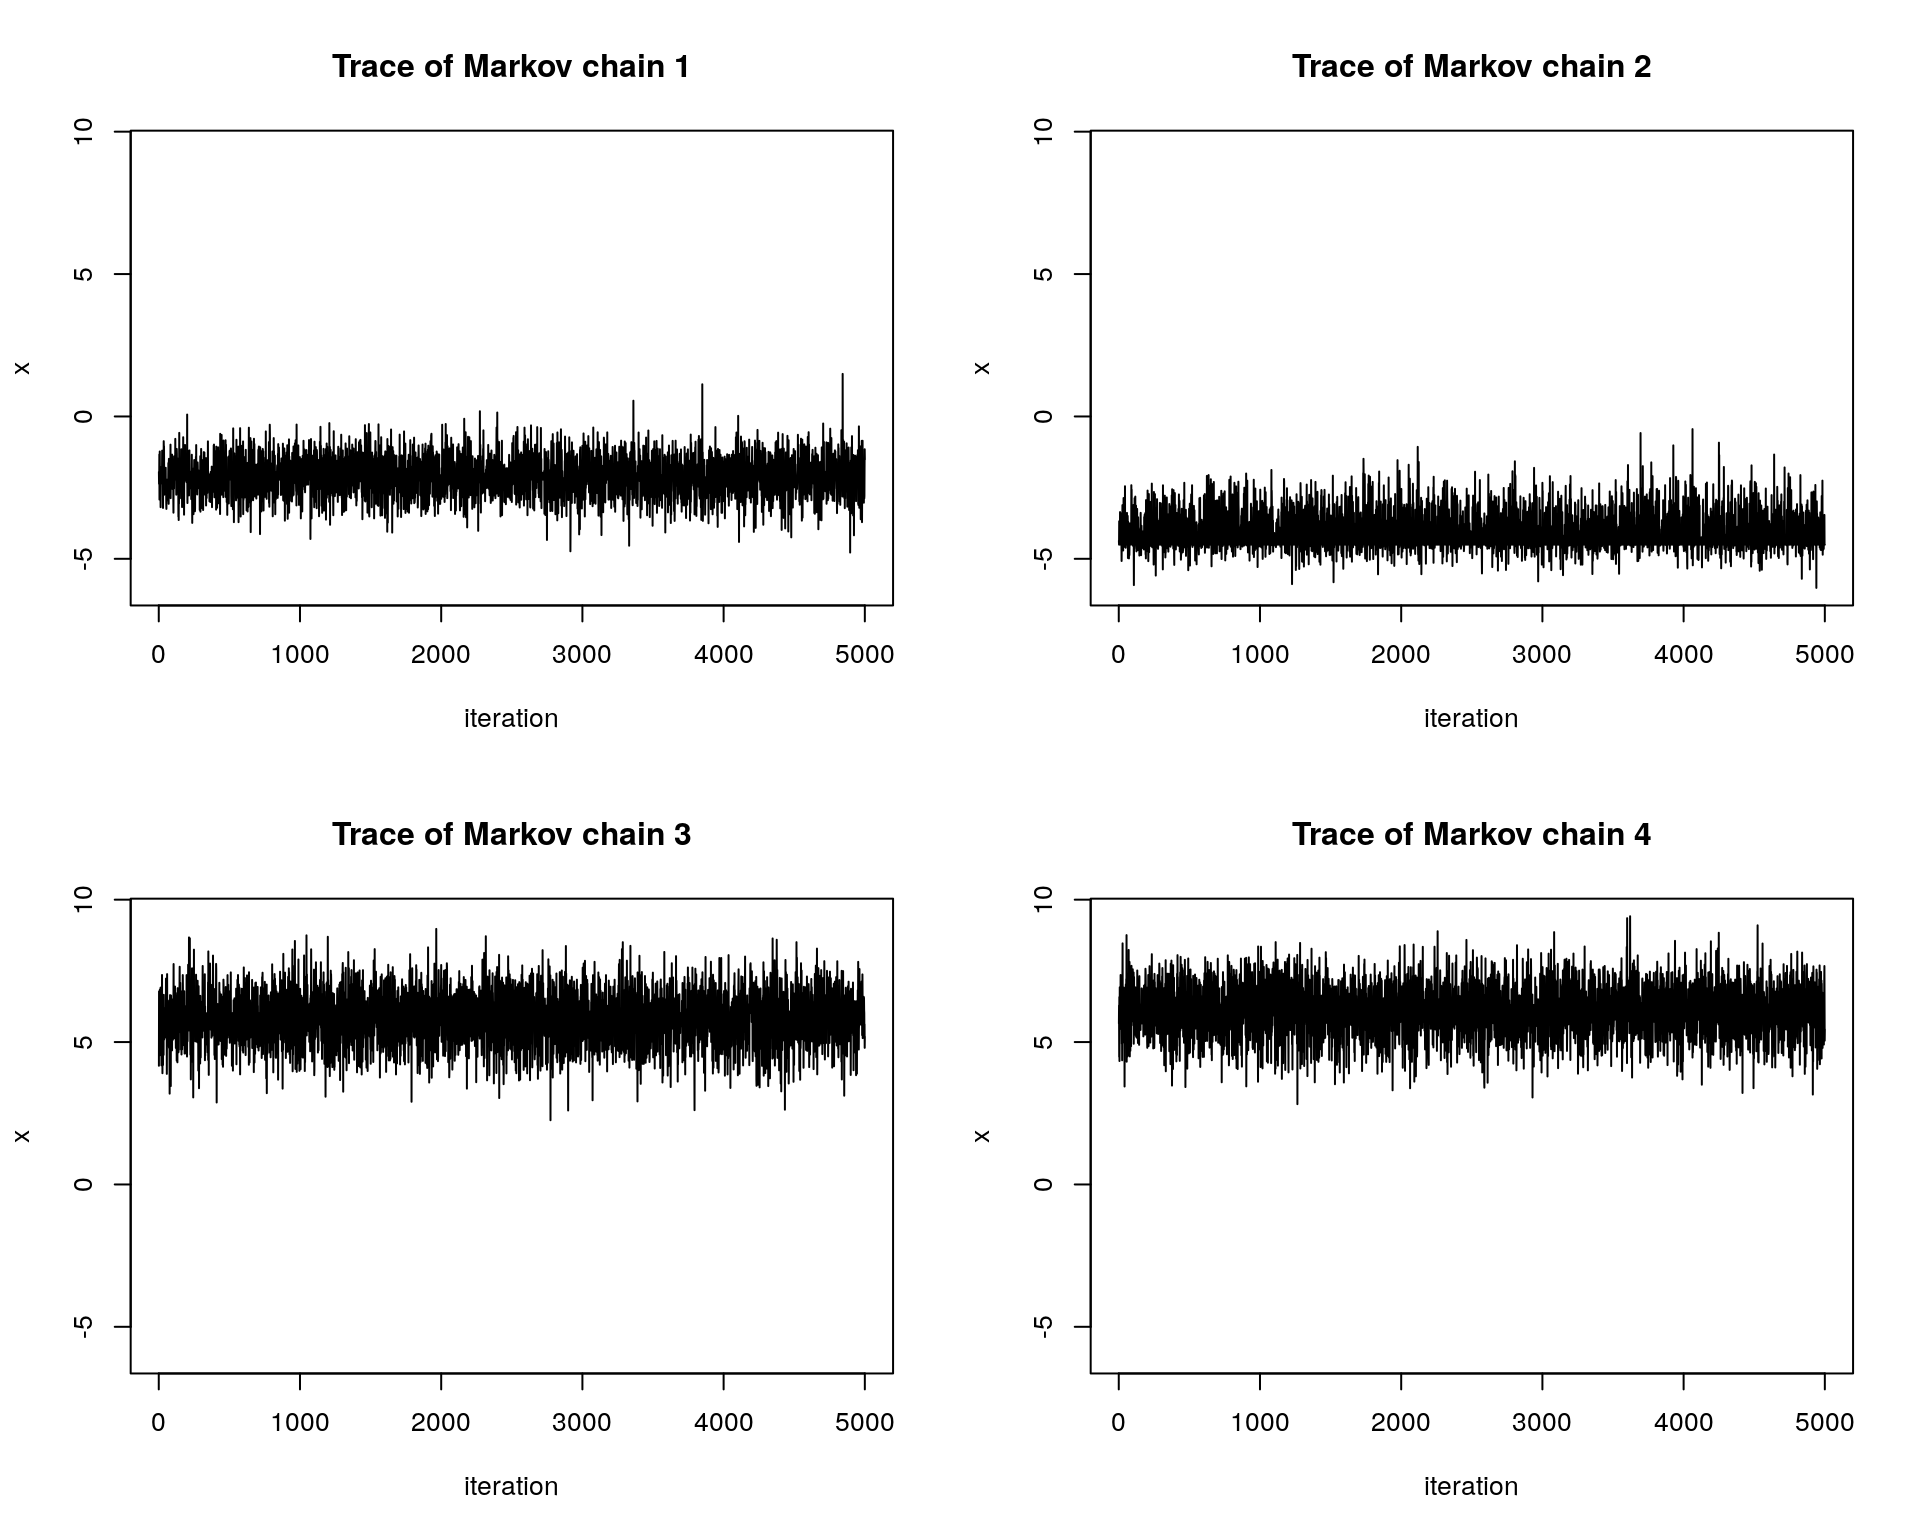 Trace of Markov chain 1
x
10
5
0
-5
0 1000 2000 3000 4000 5000
iteration
Trace of Markov chain 2
x
10
5
0
-5
0 1000 2000 3000 4000 5000
iteration
Trace of Markov chain 3
x
10
5
0
-5
0 1000 2000 3000 4000 5000
iteration
Trace of Markov chain 4
x
10
5
0
-5
0 1000 2000 3000 4000 5000
iteration